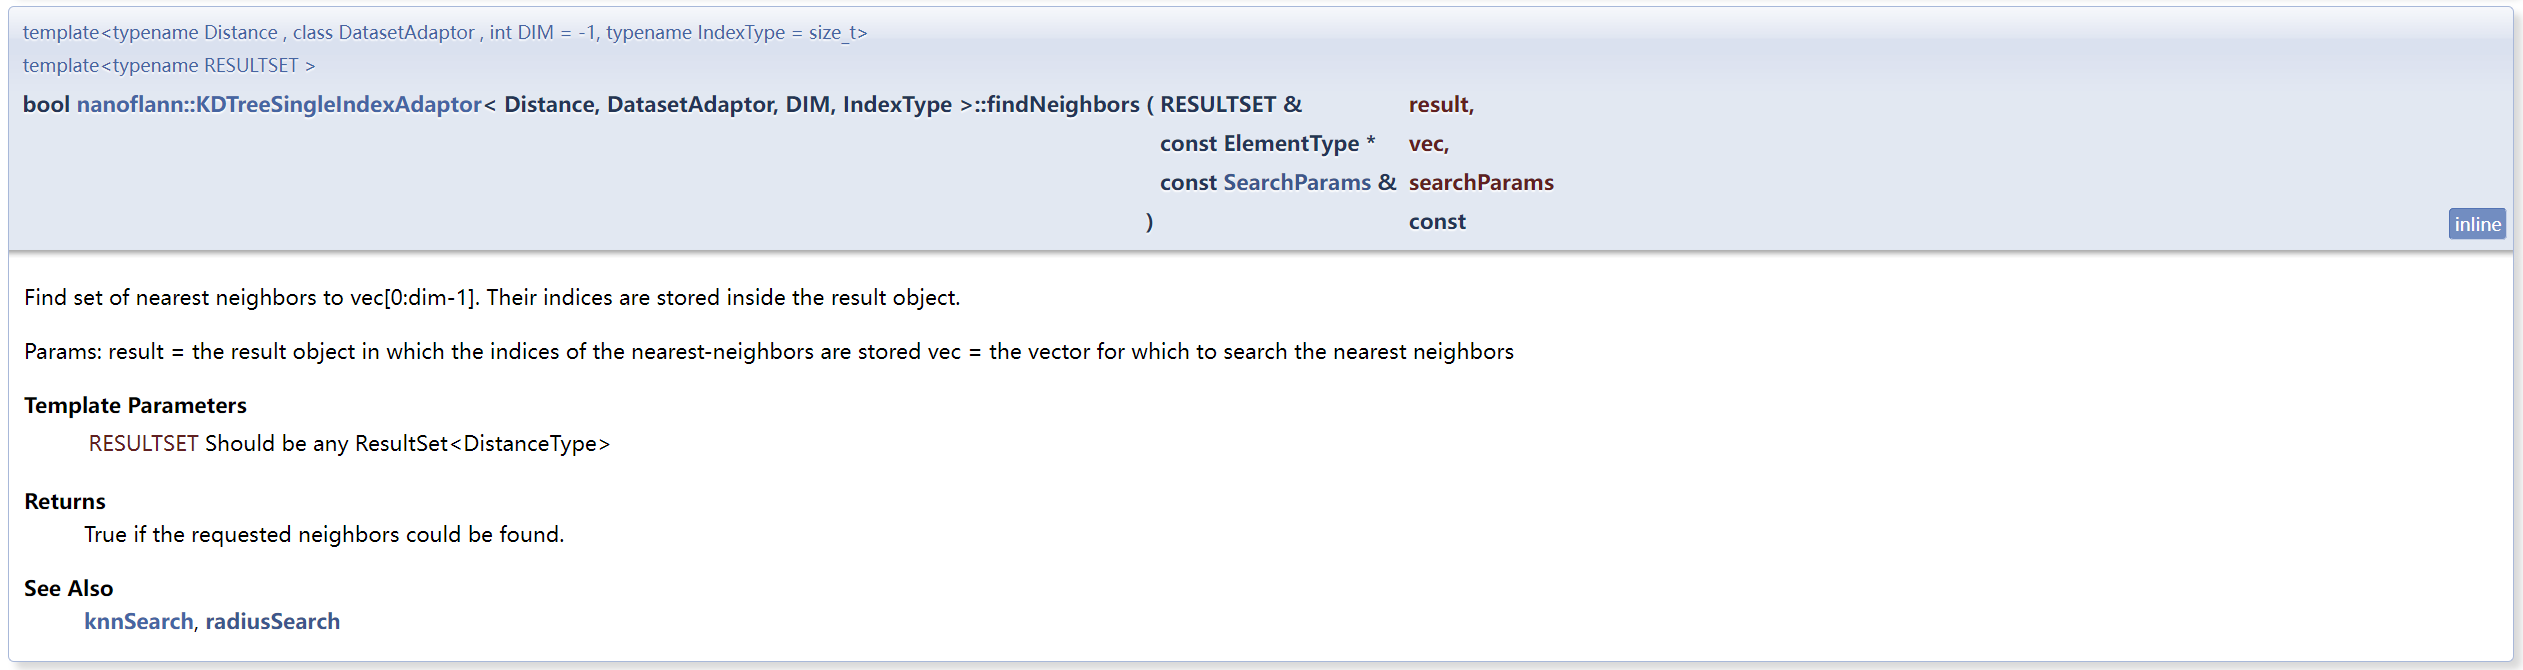 template<typename Distance , class DatasetAdaptor , int DIM = -1, typename IndexType = size_t>
template<typename RESULTSET >
bool nanoflann::KDTreeSingleIndexAdaptor< Distance, DatasetAdaptor, DIM, IndexType >::findNeighbors ( RESULTSET & result,
const ElementType * vec,
const SearchParams & searchParams
) const
inline
Find set of nearest neighbors to vec[0:dim-1]. Their indices are stored inside the result object.
Params: result = the result object in which the indices of the nearest-neighbors are stored vec = the vector for which to search the nearest neighbors
Template Parameters
RESULTSET Should be any ResultSet<DistanceType>
Returns
True if the requested neighbors could be found.
See Also
knnSearch, radiusSearch